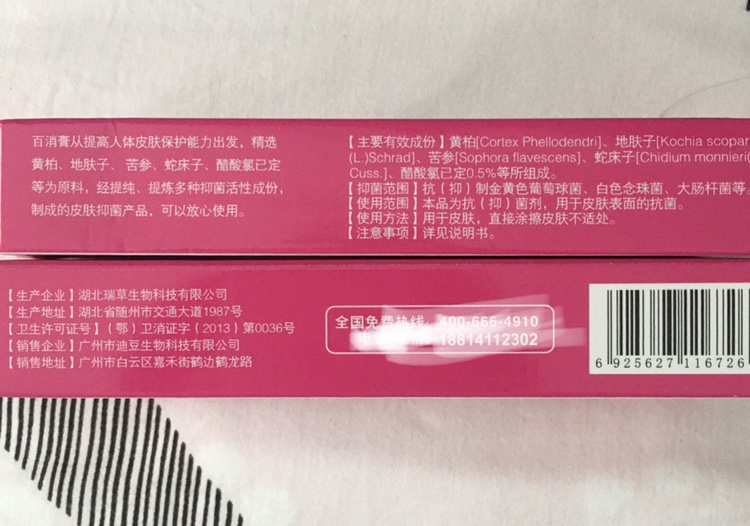 百消膏从提高人体皮肤保护能力出发，精选
黄柏、地肤子、苦参、蛇床子、醋酸氯已定
等为原料，经提纯、提炼多种抑菌活性成份，
制成的皮肤抑菌产品，可以放心使用。
【主要有效成份】黄柏[Cortex Phellodendri]、地肤子[Kochia scopar
(L.)Schrad]、苦参[Sophora flavescens]、蛇床子[Chidium monnieri(
Cuss.]、醋酸氯已定0.5%等所组成。
【抑菌范围】抗（抑）制金黄色葡萄球菌、白色念珠菌、大肠杆菌等。
【使用范围】本品为抗（抑）菌剂，用于皮肤表面的抗菌。
【使用方法】用于皮肤，直接涂擦皮肤不适处。
【注意事项】详见说明书。
【生产企业】湖北瑞草生物科技有限公司
【生产地址】湖北省随州市交通大道1987号
【卫生许可证号】（鄂）卫消证字（2013）第0036号
【销售企业】广州市迪豆生物科技有限公司
【销售地址】广州市白云区嘉禾街鹤边鹤龙路
全国免费热线：400-666-4910
18814112302
6 925627 116726